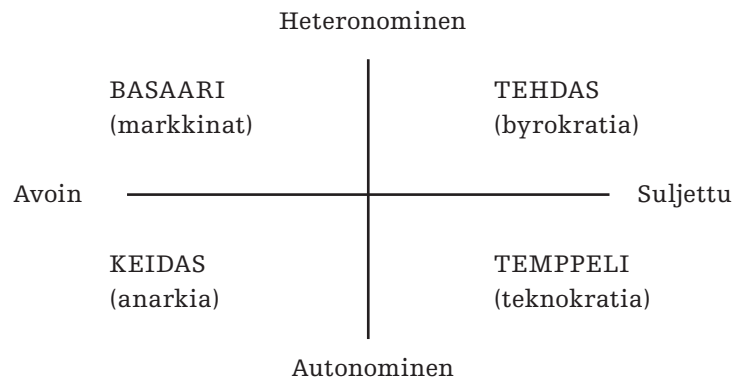 Heteronominen
BASAARI
(markkinat)
TEHDAS
(byrokratia)
Avoin
Suljettu
KEIDAS
(anarkia)
TEMPPELI
(teknokratia)
Autonominen